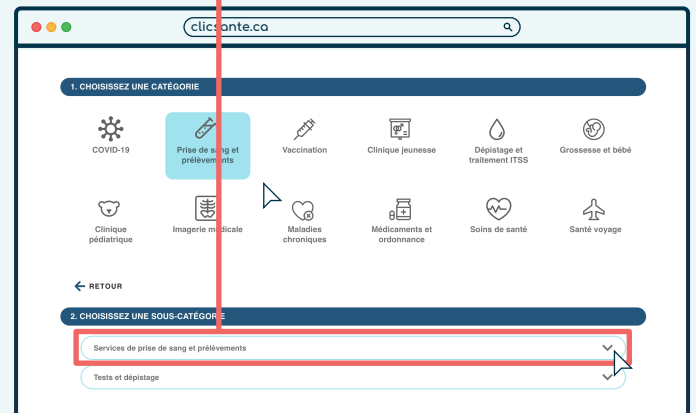 clicsante.ca
1. CHOISISSEZ UNE CATÉGORIE
COVID-19
Prise de sang et
prélèvements
Vaccination
Clinique jeunesse
Dépistage et
traitement ITSS
Grossesse et bébé
Clinique
pédiatrique
Imagerie médicale
Maladies
chroniques
Médicaments et
ordonnance
Soins de santé
Santé voyage
RETOUR
2. CHOISISSEZ UNE SOUS-CATÉGORIE
Services de prise de sang et prélèvements
Tests et dépistage